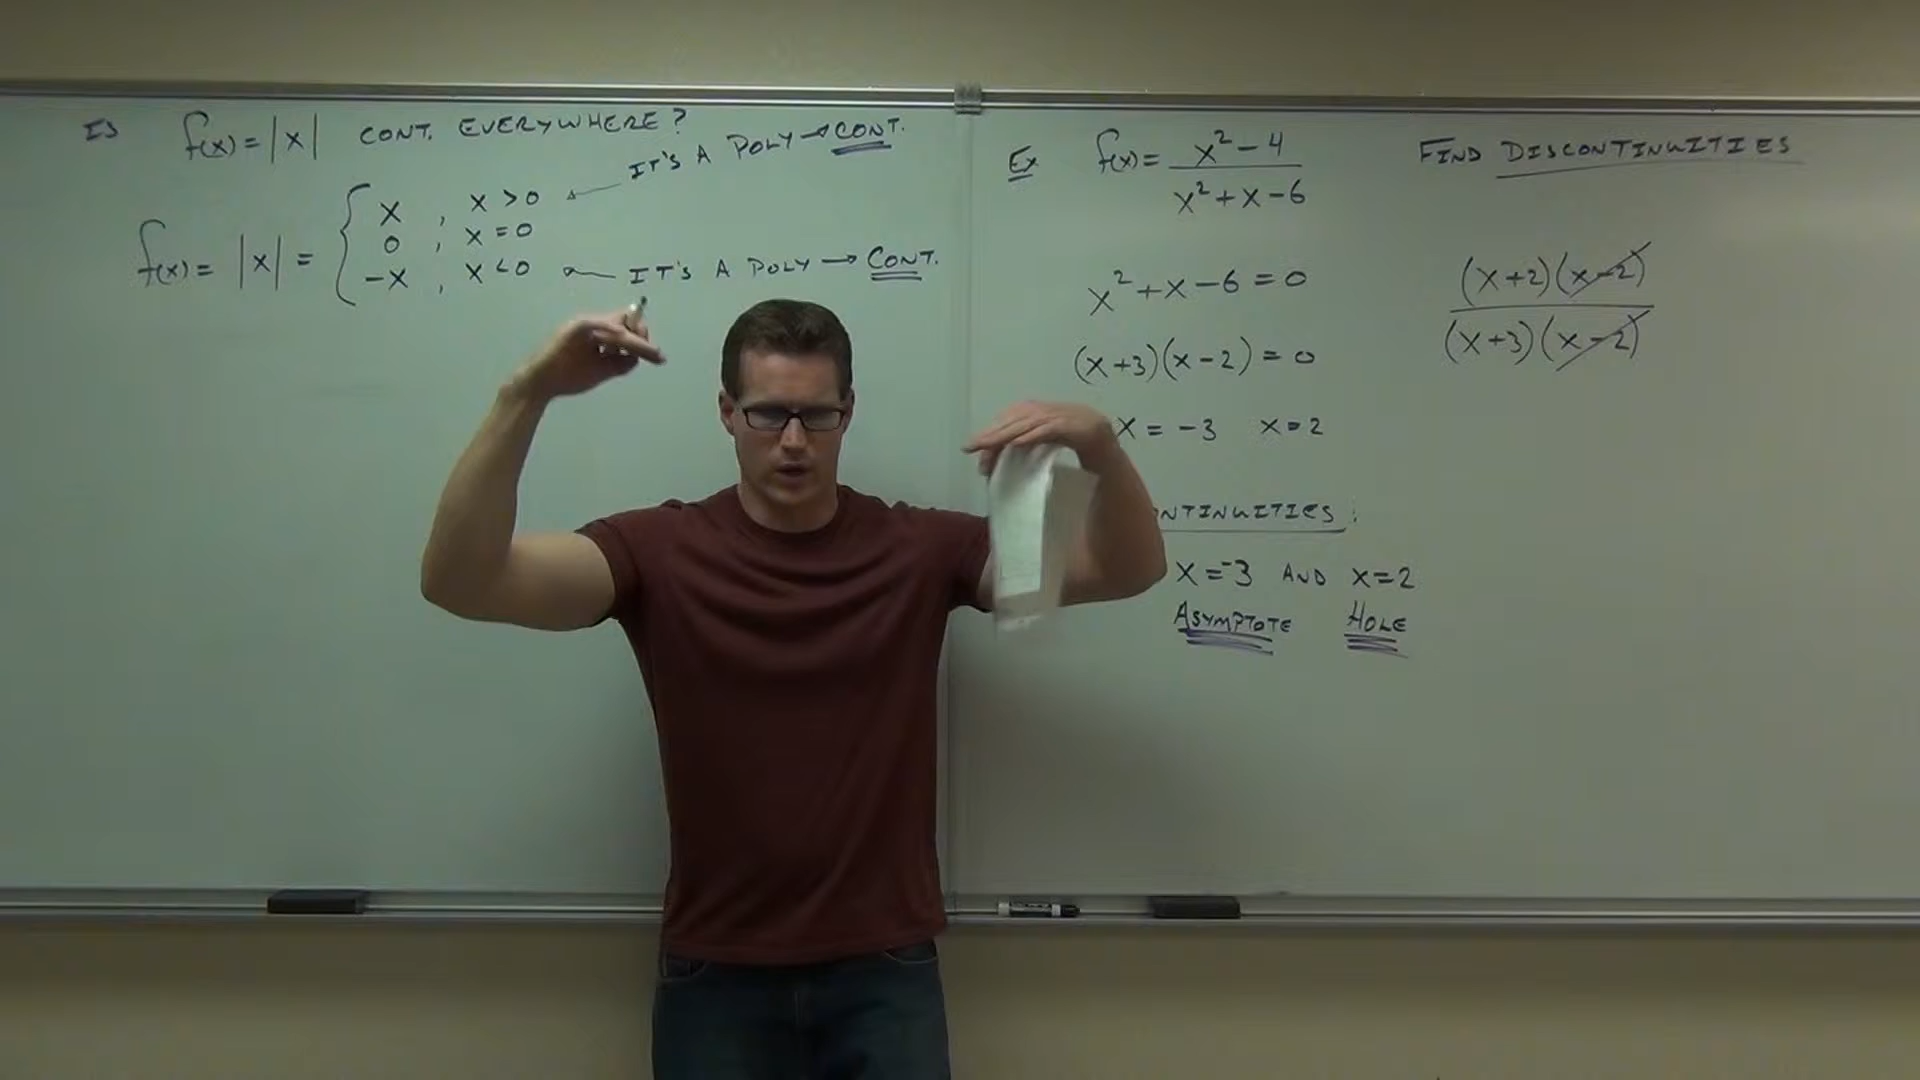 Is f(x) = |x| CONT. EVERYWHERE?
IT'S A POLY → CONT.
f(x) = |x| = { x , x > 0
0 , x = 0
-x , x < 0
IT'S A POLY → CONT.
Ex f(x) = x² - 4
x² + x - 6
FIND DISCONTINUITIES
x² + x - 6 = 0
(x+3)(x-2) = 0
x = -3 x = 2
(x+2)(x-2)
(x+3)(x-2)
NTINUITIES:
x = -3 AND x = 2
ASYMPTOTE HOLE